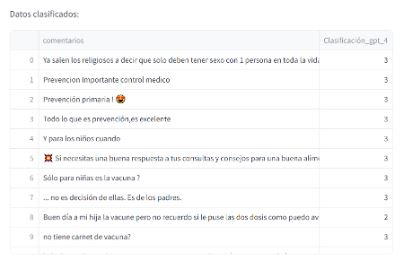 Datos clasificados:
comentarios Clasificación_gpt_4
0 Ya salen los religiosos a decir que solo deben tener sexo con 1 persona en toda la vida 3
1 Prevencion Importante control medico 3
2 Prevención primaria ! 3
3 Todo lo que es prevención,es excelente 3
4 Y para los niños cuando 3
5 💥 Si necesitas una buena respuesta a tus consultas y consejos para una buena alim 3
6 Sólo para niñas es la vacuna ? 3
7 ... no es decisión de ellas. Es de los padres. 3
8 Buen día a mi hija la vacune pero no recuerdo si le puse las dos dosis como puedo av 2
9 no tiene carnet de vacuna? 3